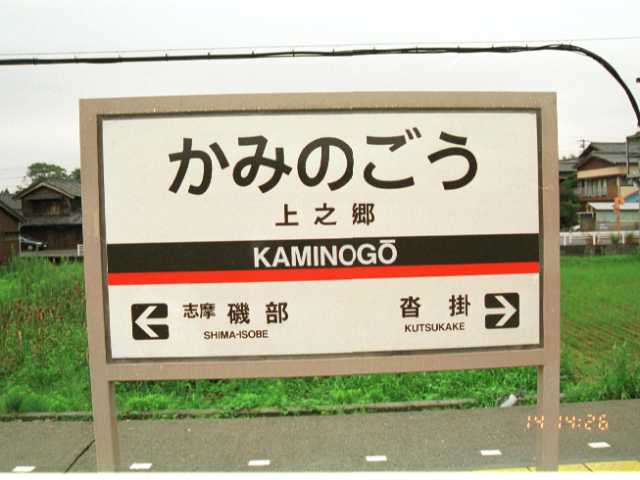 かみのごう
上之郷
KAMINOGŌ
志摩磯部 沓掛
SHIMA-ISOBE KUTSUKAKE
14 14:26